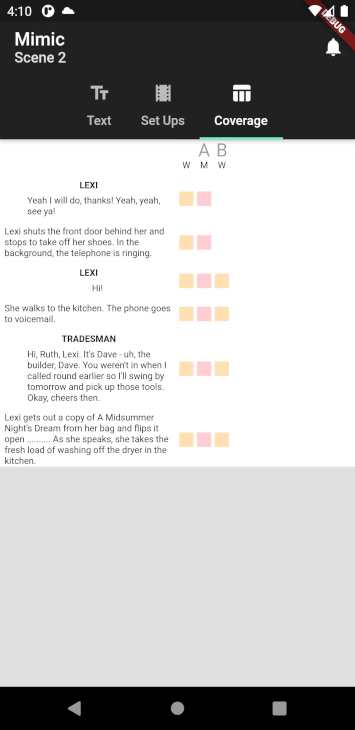 4:10
DEBUG
Mimic
Scene 2
Text
Set Ups
Coverage
A B
W M W
LEXI
Yeah I will do, thanks! Yeah, yeah,
see ya!
Lexi shuts the front door behind her and
stops to take off her shoes. In the
background, the telephone is ringing.
LEXI
Hi!
She walks to the kitchen. The phone goes
to voicemail.
TRADESMAN
Hi, Ruth, Lexi. It's Dave - uh, the
builder, Dave. You weren't in when I
called round earlier so I'll swing by
tomorrow and pick up those tools.
Okay, cheers then.
Lexi gets out a copy of A Midsummer
Night's Dream from her bag and flips it
open .......... As she speaks, she takes the
fresh load of washing off the dryer in the
kitchen.